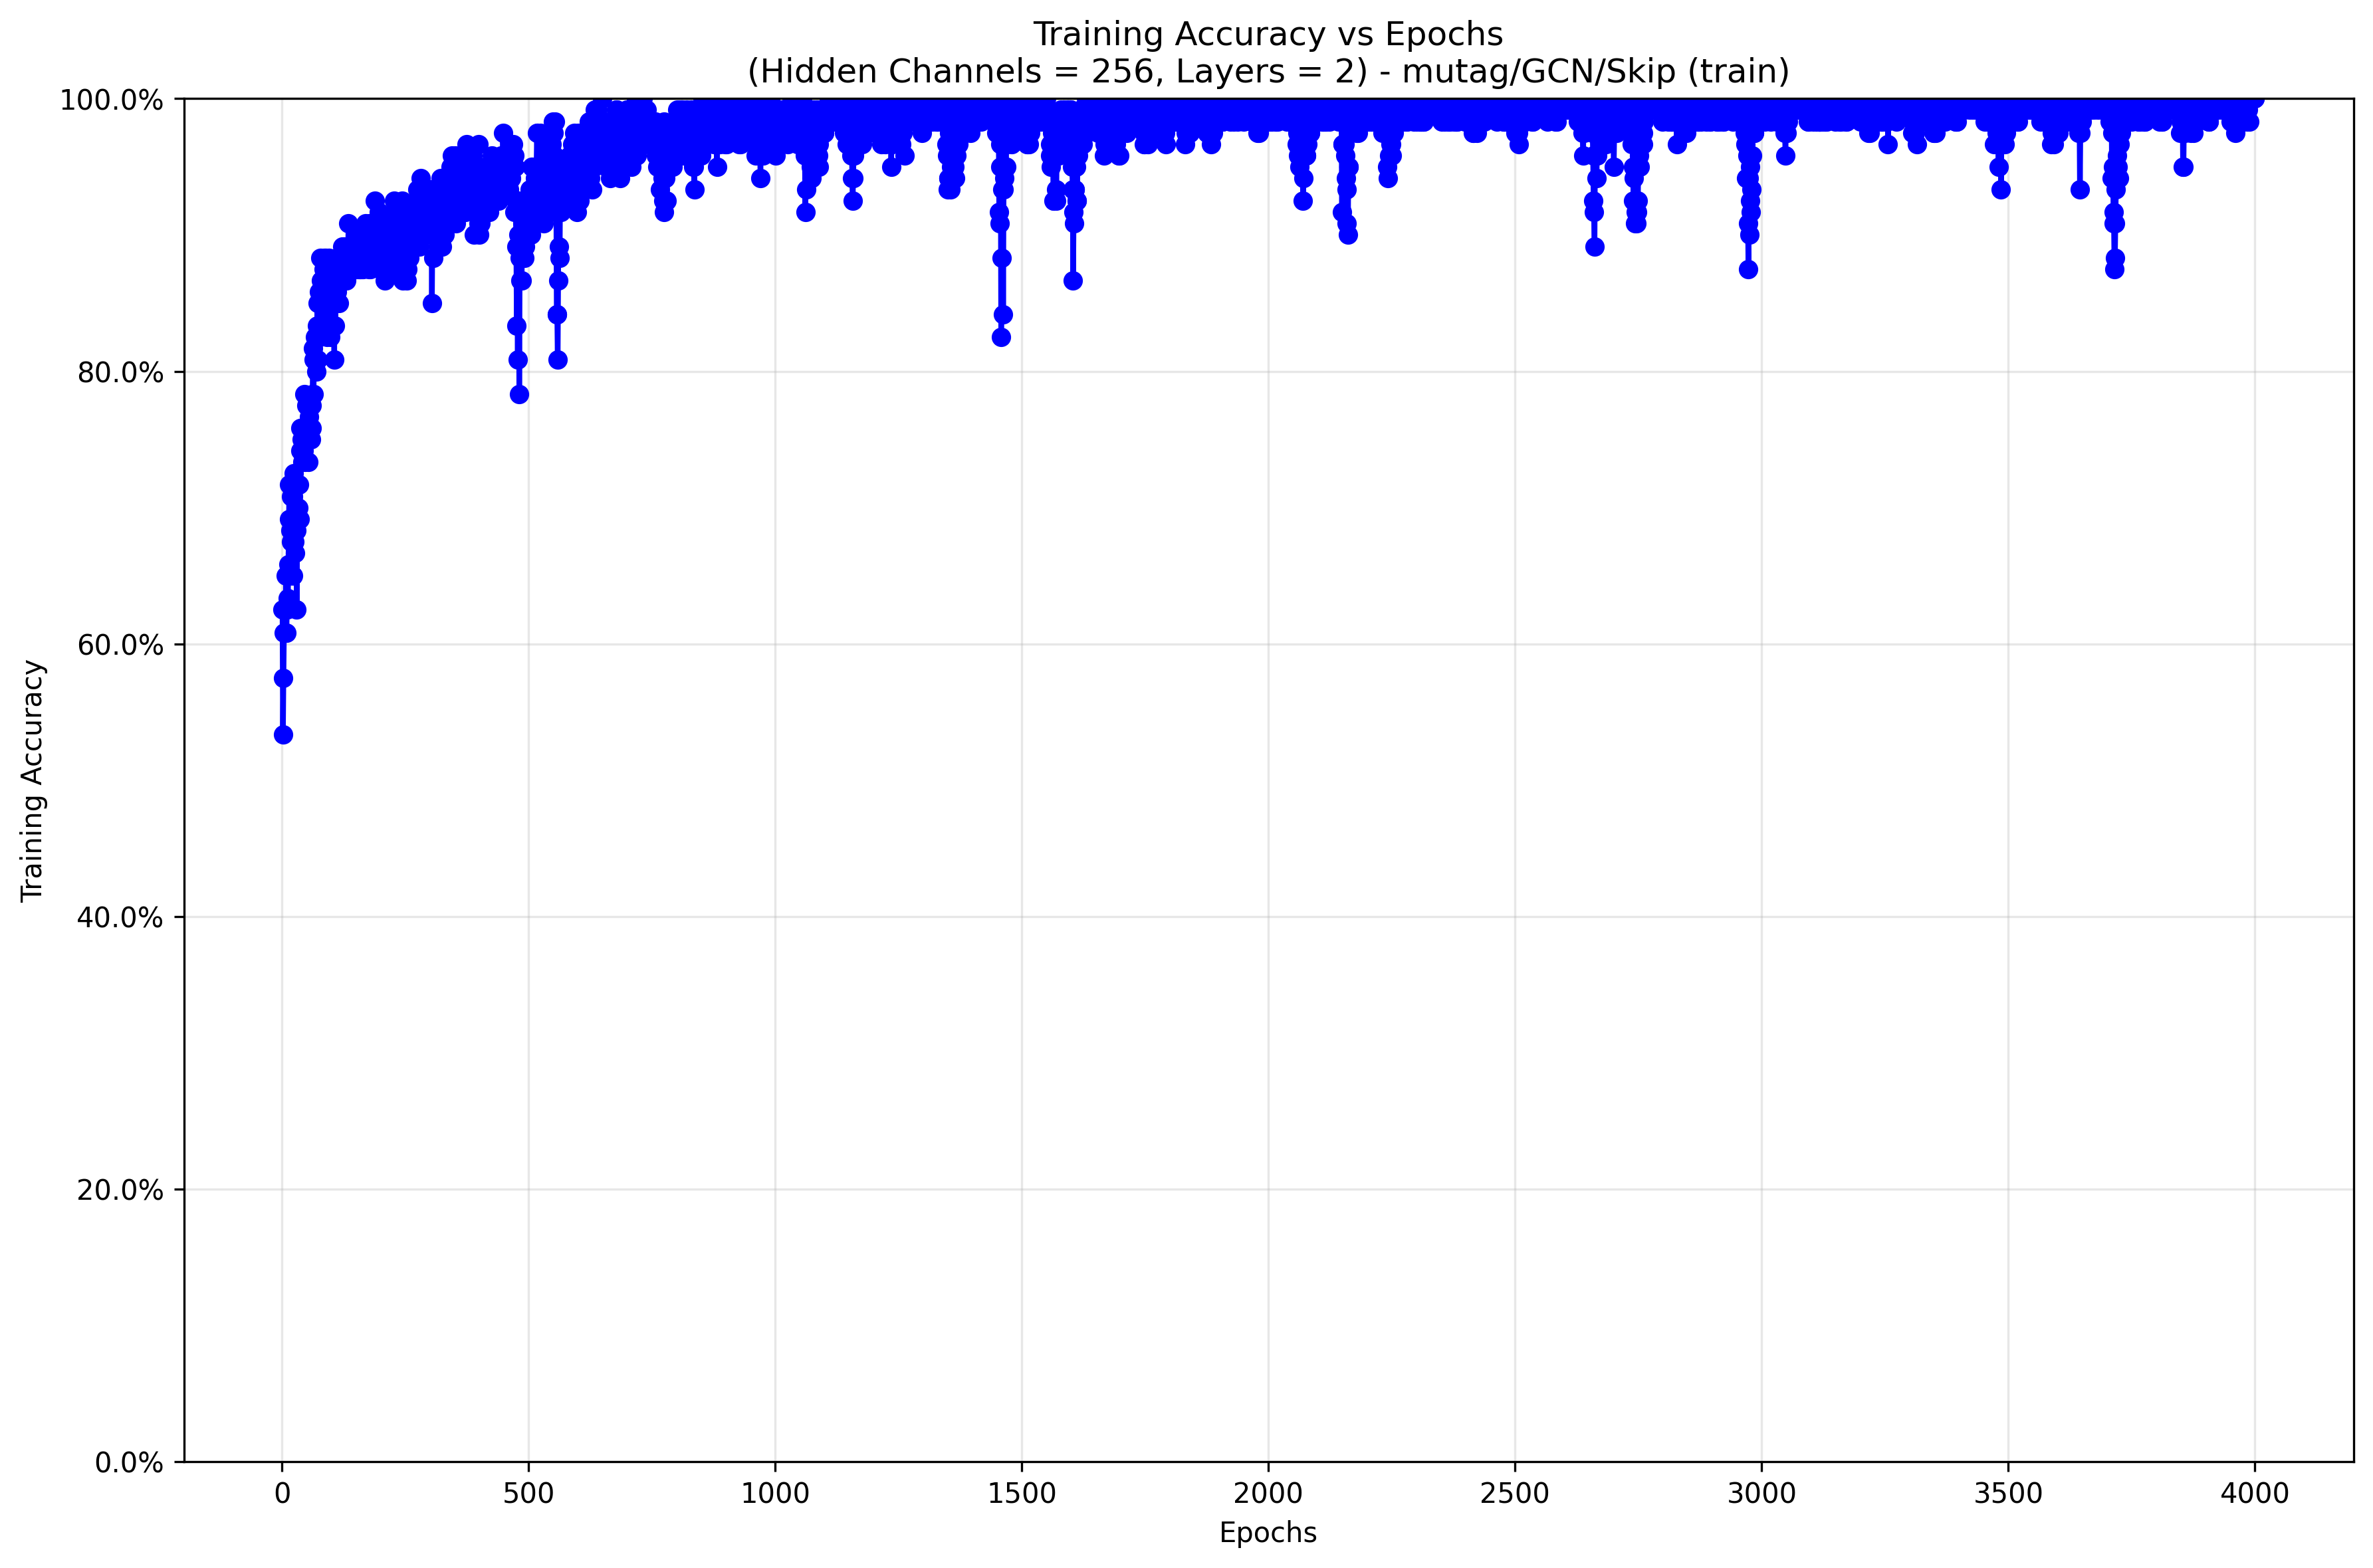 Training Accuracy vs Epochs
(Hidden Channels = 256, Layers = 2) - mutag/GCN/Skip (train)
Training Accuracy
100.0%
80.0%
60.0%
40.0%
20.0%
0.0%
0 500 1000 1500 2000 2500 3000 3500 4000
Epochs